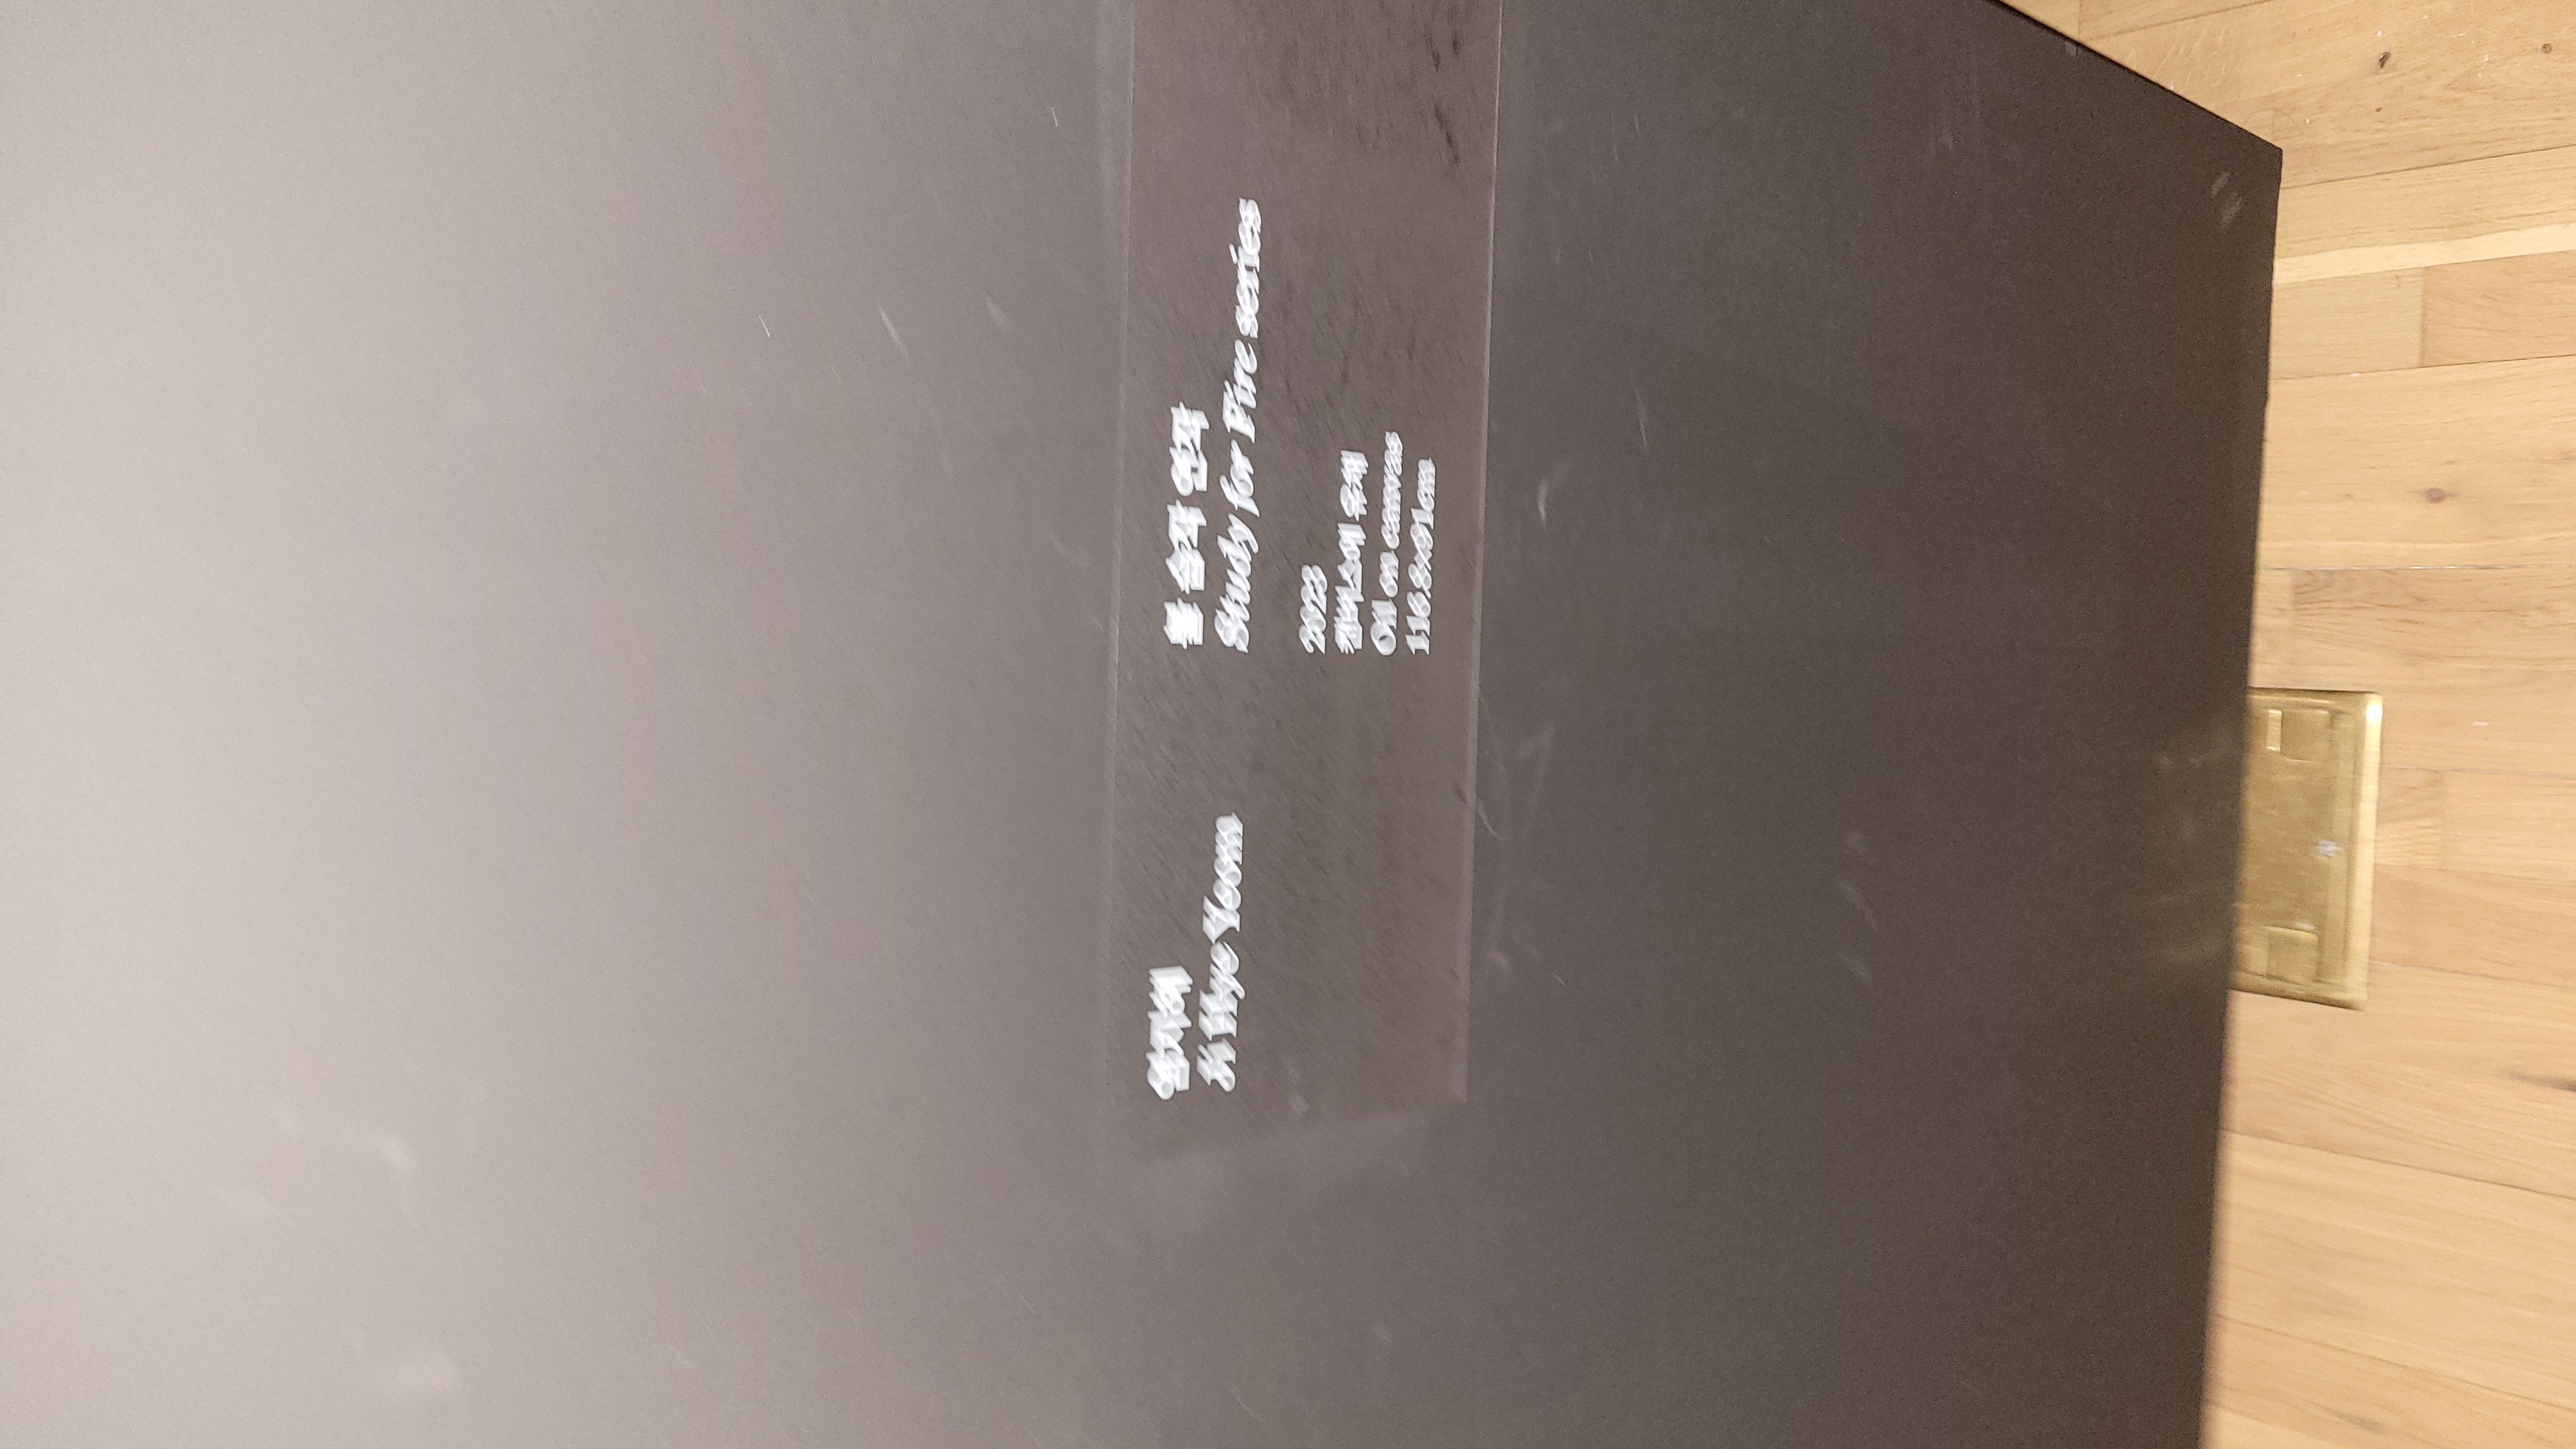 염지혜
Ji Hye Yeom
불 습작 연작
Study for Fire series
2023
캔버스에 유채
Oil on canvas
116.8x91cm